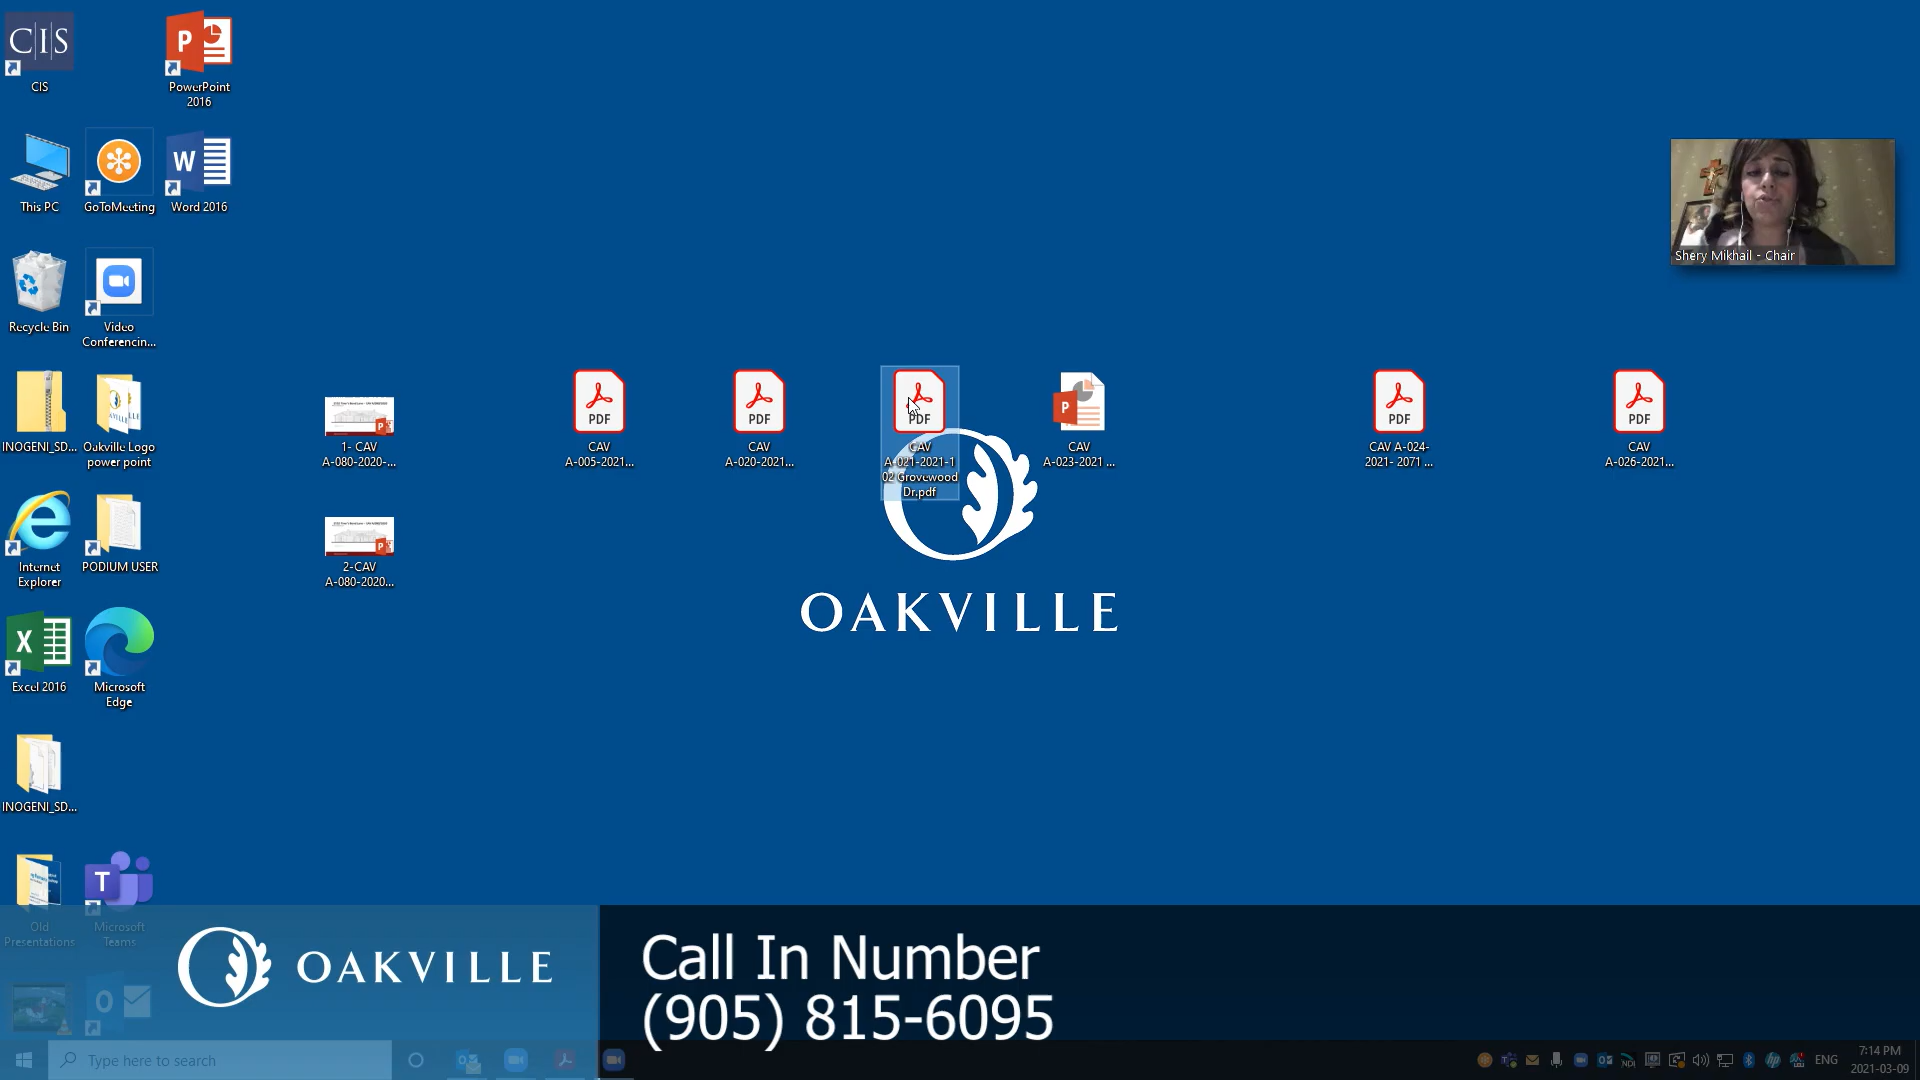 CIS
CIS
PowerPoint
2016
This PC
GoToMeeting
W
Word 2016
Recycle Bin
Video
Conferencin...
Shery Mikhail - Chair
INOGENI_SD...
Oakville Logo
power point
1- CAV
A-080-2020-...
PDF
CAV
A-005-2021...
PDF
CAV
A-020-2021...
PDF
CAV
A-021-2021-1
02 Grovewood
Dr.pdf
P
CAV
A-023-2021 ...
PDF
CAV A-024-
2021- 2071 ...
PDF
CAV
A-026-2021...
Internet
Explorer
PODIUM USER
2-CAV
A-080-2020...
OAKVILLE
Excel 2016
Microsoft
Edge
INOGENI_SD...
Old
Presentations
Microsoft
Teams
OAKVILLE
Call In Number
(905) 815-6095
Type here to search
ENG
7:14 PM
2021-03-09